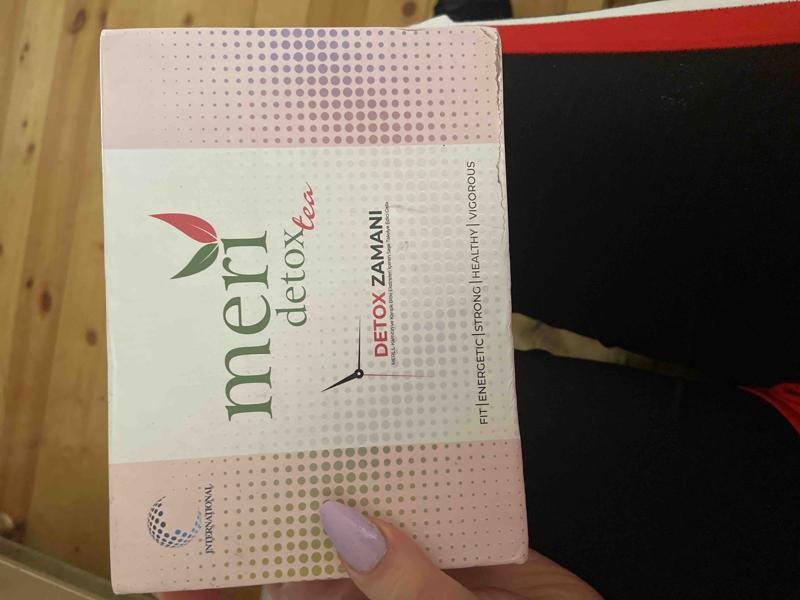 meri
detox tea
DETOX ZAMANI
FIT | ENERGETIC | STRONG | HEALTHY | VIGOROUS
INTERNATIONAL